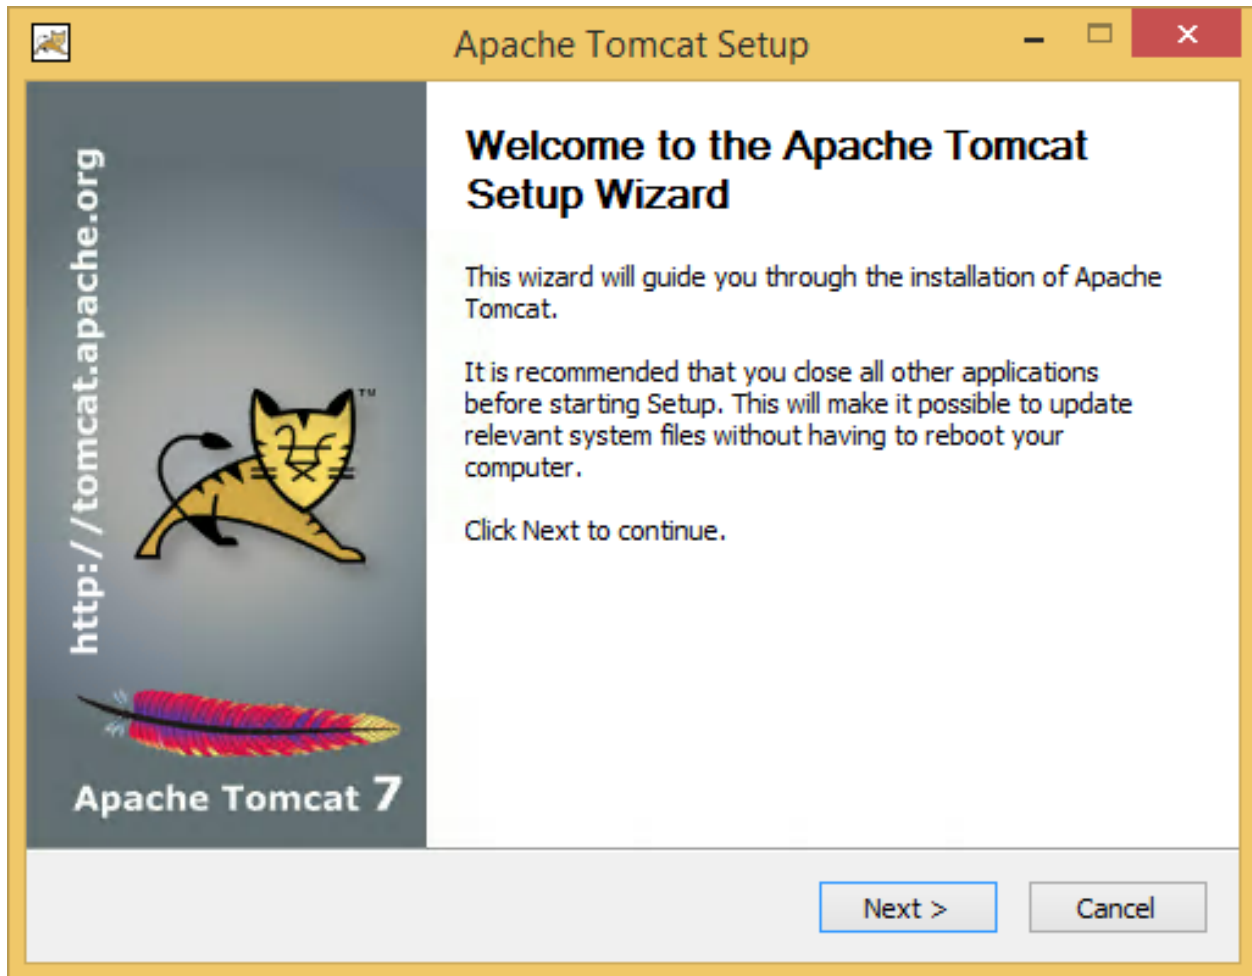 Apache Tomcat Setup
http://tomcat.apache.org
TM
Apache Tomcat 7
Welcome to the Apache Tomcat
Setup Wizard
This wizard will guide you through the installation of Apache
Tomcat.
It is recommended that you close all other applications
before starting Setup. This will make it possible to update
relevant system files without having to reboot your
computer.
Click Next to continue.
Next >
Cancel